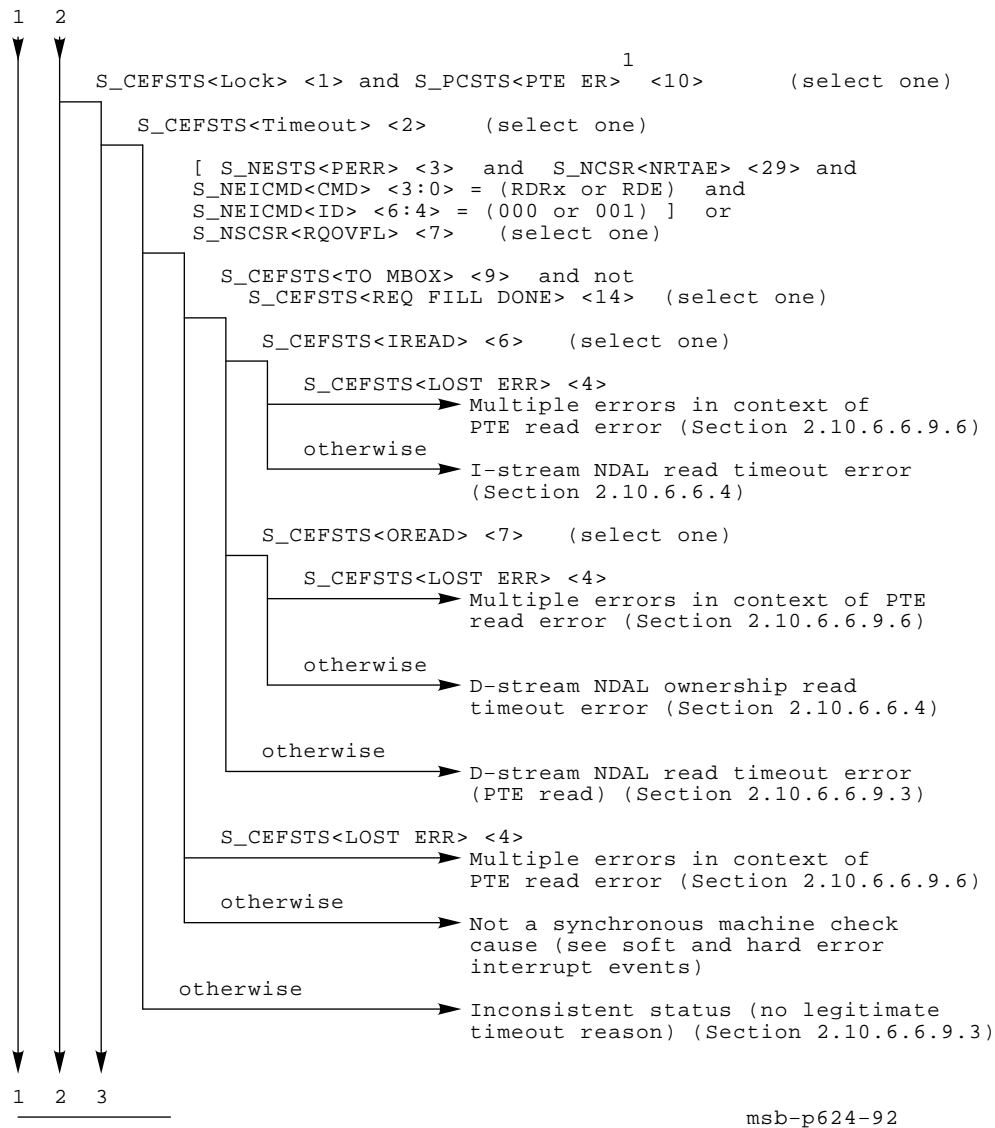 1 2
1
S_CEFSTS<Lock> <1> and S_PCSTS<PTE ER> <10> (select one)
S_CEFSTS<Timeout> <2> (select one)
[ S_NESTS<PERR> <3> and S_NCSR<NRTAE> <29> and
S_NEICMD<CMD> <3:0> = (RDRx or RDE) and
S_NEICMD<ID> <6:4> = (000 or 001) ] or
S_NSCSR<RQOVFL> <7> (select one)
S_CEFSTS<TO MBOX> <9> and not
S_CEFSTS<REQ FILL DONE> <14> (select one)
S_CEFSTS<IREAD> <6> (select one)
S_CEFSTS<LOST ERR> <4>
Multiple errors in context of
PTE read error (Section 2.10.6.6.9.6)
otherwise
I-stream NDAL read timeout error
(Section 2.10.6.6.4)
S_CEFSTS<OREAD> <7> (select one)
S_CEFSTS<LOST ERR> <4>
Multiple errors in context of PTE
read error (Section 2.10.6.6.9.6)
otherwise
D-stream NDAL ownership read
timeout error (Section 2.10.6.6.4)
otherwise
D-stream NDAL read timeout error
(PTE read) (Section 2.10.6.6.9.3)
S_CEFSTS<LOST ERR> <4>
Multiple errors in context of
PTE read error (Section 2.10.6.6.9.6)
otherwise
Not a synchronous machine check
cause (see soft and hard error
interrupt events)
otherwise
Inconsistent status (no legitimate
timeout reason) (Section 2.10.6.6.9.3)
1 2 3
msb-p624-92